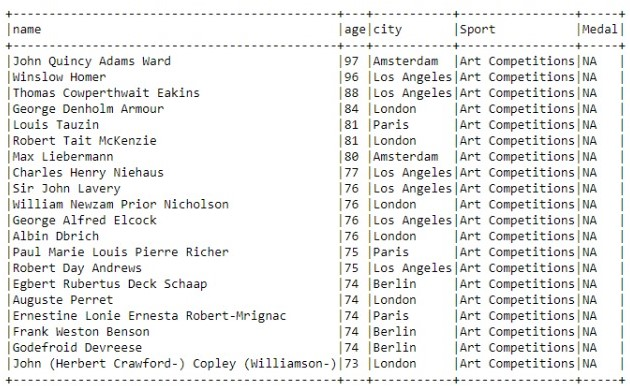 +-----------------------------------------+---+-----------+----------------+-----+
|name                                     |age|city       |Sport           |Medal|
+-----------------------------------------+---+-----------+----------------+-----+
|John Quincy Adams Ward                   |97 |Amsterdam  |Art Competitions|NA   |
|Winslow Homer                            |96 |Los Angeles|Art Competitions|NA   |
|Thomas Cowperthwait Eakins               |88 |Los Angeles|Art Competitions|NA   |
|George Denholm Armour                    |84 |London     |Art Competitions|NA   |
|Louis Tauzin                             |81 |Paris      |Art Competitions|NA   |
|Robert Tait McKenzie                     |81 |London     |Art Competitions|NA   |
|Max Liebermann                           |80 |Amsterdam  |Art Competitions|NA   |
|Charles Henry Niehaus                    |77 |Los Angeles|Art Competitions|NA   |
|Sir John Lavery                          |76 |Los Angeles|Art Competitions|NA   |
|William Newzam Prior Nicholson           |76 |London     |Art Competitions|NA   |
|George Alfred Elcock                     |76 |Los Angeles|Art Competitions|NA   |
|Albin Dbrich                             |76 |London     |Art Competitions|NA   |
|Paul Marie Louis Pierre Richer           |75 |Paris      |Art Competitions|NA   |
|Robert Day Andrews                       |75 |Los Angeles|Art Competitions|NA   |
|Egbert Rubertus Deck Schaap              |74 |Berlin     |Art Competitions|NA   |
|Auguste Perret                           |74 |London     |Art Competitions|NA   |
|Ernestine Lonie Ernesta Robert-Mrignac   |74 |Paris      |Art Competitions|NA   |
|Frank Weston Benson                      |74 |Berlin     |Art Competitions|NA   |
|Godefroid Devreese                       |74 |Berlin     |Art Competitions|NA   |
|John (Herbert Crawford-) Copley (Williamson-)|73 |London     |Art Competitions|NA   |
+-----------------------------------------+---+-----------+----------------+-----+